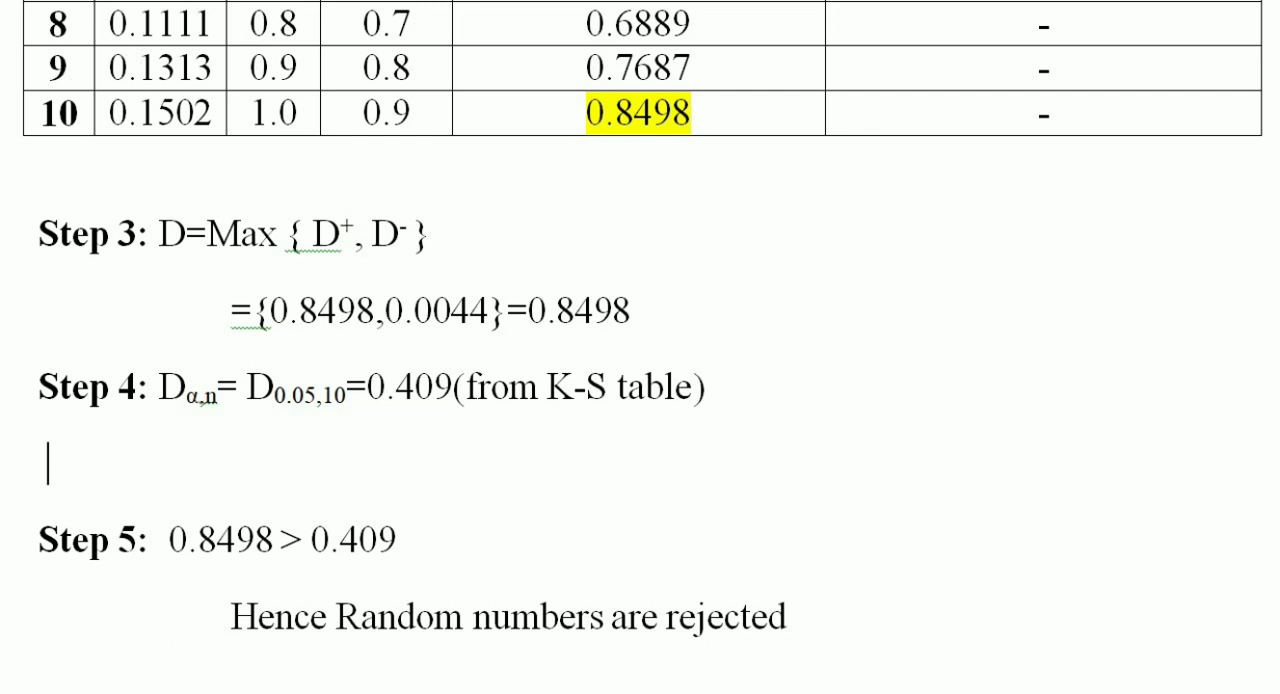 8 0.1111 0.8 0.7 0.6889 -
9 0.1313 0.9 0.8 0.7687 -
10 0.1502 1.0 0.9 0.8498 -
Step 3: D=Max { D⁺, D⁻ }
={0.8498,0.0044}=0.8498
Step 4: Dα,n= D0.05,10=0.409(from K-S table)
Step 5: 0.8498 > 0.409
Hence Random numbers are rejected